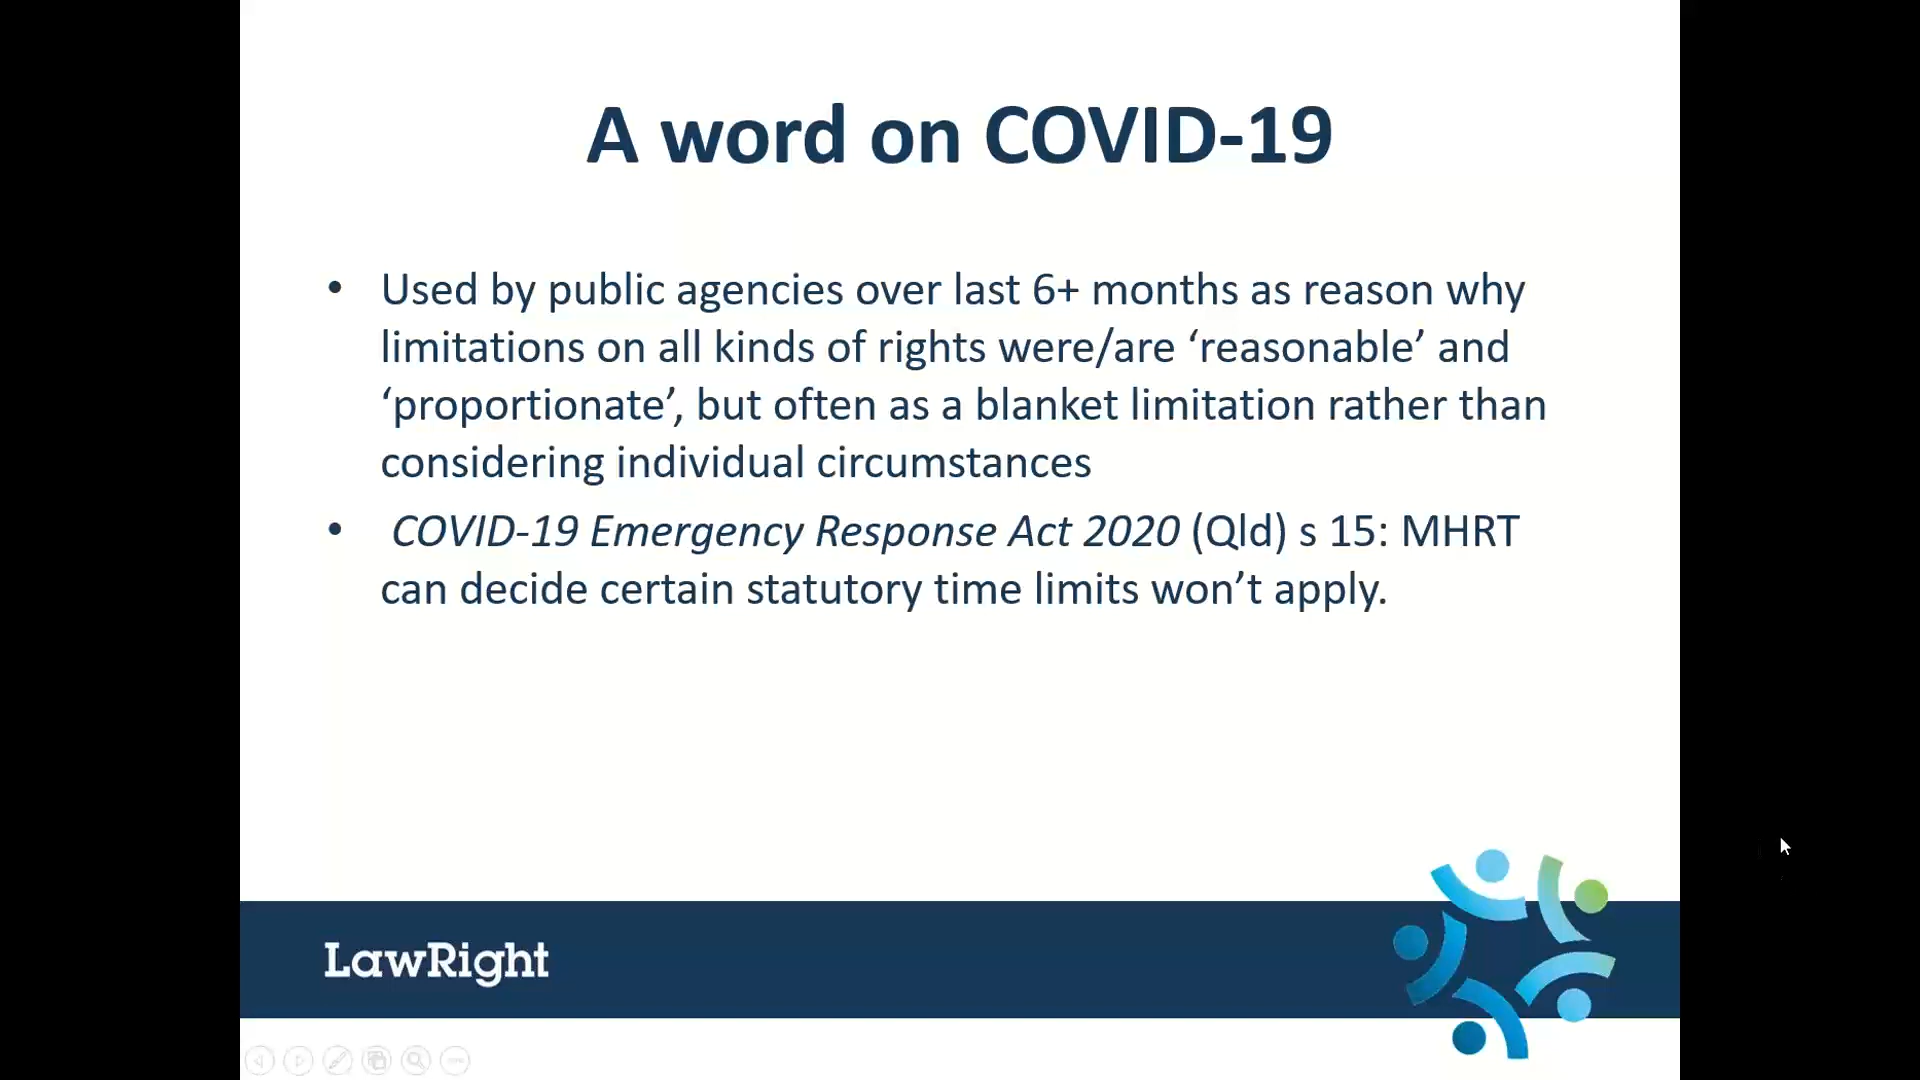 A word on COVID-19
• Used by public agencies over last 6+ months as reason why
limitations on all kinds of rights were/are ‘reasonable’ and
‘proportionate’, but often as a blanket limitation rather than
considering individual circumstances
• COVID-19 Emergency Response Act 2020 (Qld) s 15: MHRT
can decide certain statutory time limits won’t apply.
LawRight